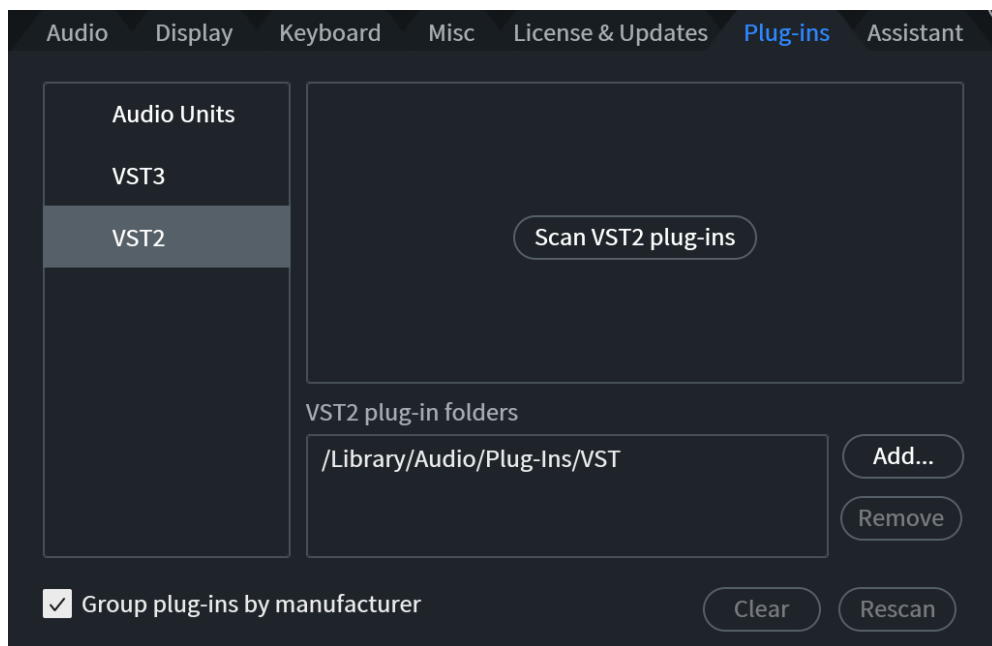 Audio Display Keyboard Misc License & Updates Plug-ins Assistant
Audio Units
VST3
VST2
Scan VST2 plug-ins
VST2 plug-in folders
/Library/Audio/Plug-Ins/VST
Add...
Remove
Group plug-ins by manufacturer
Clear
Rescan